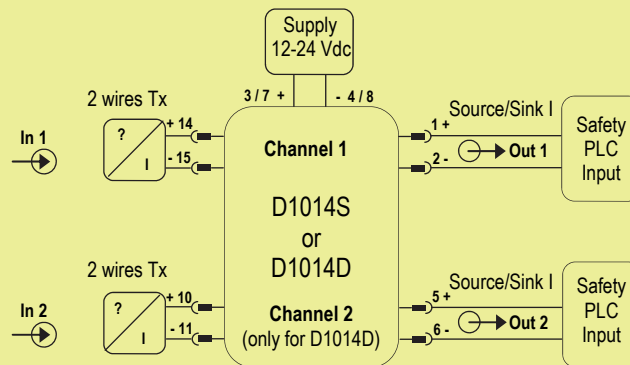 Supply
12-24 Vdc
3 / 7 +
- 4 / 8
2 wires Tx
In 1
?
I
+ 14
- 15
Channel 1
1 +
2 -
Source/Sink I
Out 1
Safety
PLC
Input
D1014S
or
D1014D
2 wires Tx
In 2
?
I
+ 10
- 11
Channel 2
(only for D1014D)
5 +
6 -
Source/Sink I
Out 2
Safety
PLC
Input